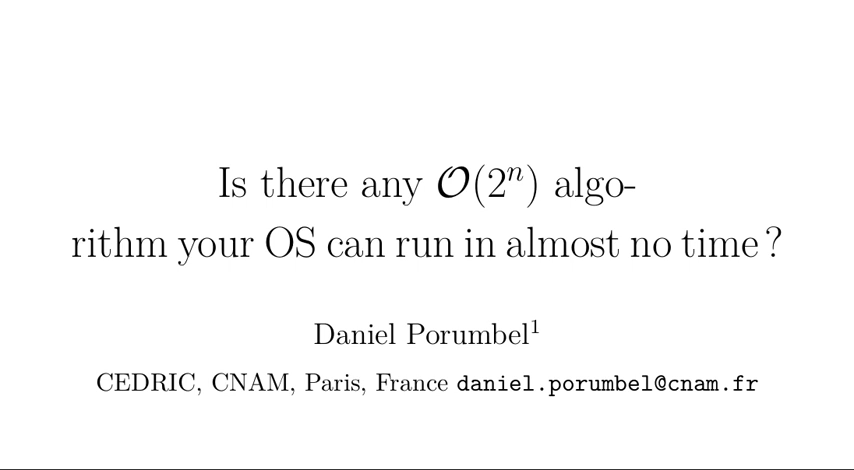 Is there any 𝒪(2ⁿ) algo-
rithm your OS can run in almost no time ?
Daniel Porumbel¹
CEDRIC, CNAM, Paris, France daniel.porumbel@cnam.fr